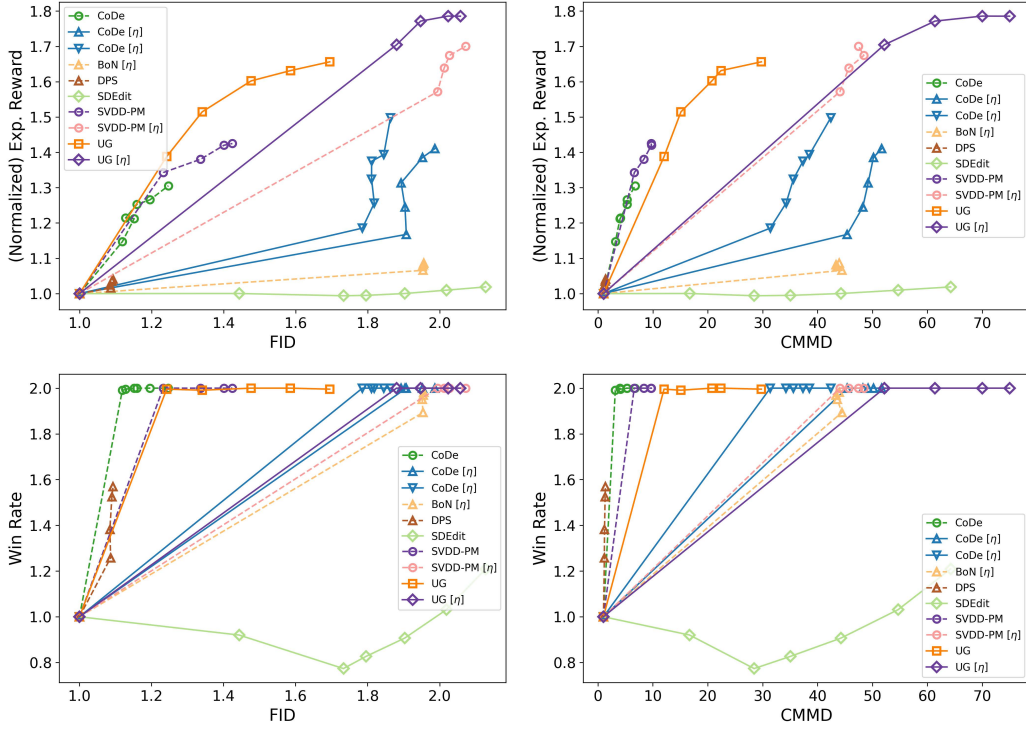 1.8
1.7
1.6
1.5
1.4
1.3
1.2
1.1
1.0
(Normalized) Exp. Reward
CoDe
CoDe [η]
CoDe [η]
BoN [η]
DPS
SDEdit
SVDD-PM
SVDD-PM [η]
UG
UG [η]
1.0 1.2 1.4 1.6 1.8 2.0
FID
1.8
1.7
1.6
1.5
1.4
1.3
1.2
1.1
1.0
(Normalized) Exp. Reward
CoDe
CoDe [η]
CoDe [η]
BoN [η]
DPS
SDEdit
SVDD-PM
SVDD-PM [η]
UG
UG [η]
0 10 20 30 40 50 60 70
CMMD
2.0
1.8
1.6
1.4
1.2
1.0
0.8
Win Rate
CoDe
CoDe [η]
CoDe [η]
BoN [η]
DPS
SDEdit
SVDD-PM
SVDD-PM [η]
UG
UG [η]
1.0 1.2 1.4 1.6 1.8 2.0
FID
2.0
1.8
1.6
1.4
1.2
1.0
0.8
Win Rate
CoDe
CoDe [η]
CoDe [η]
BoN [η]
DPS
SDEdit
SVDD-PM
SVDD-PM [η]
UG
UG [η]
0 10 20 30 40 50 60 70
CMMD